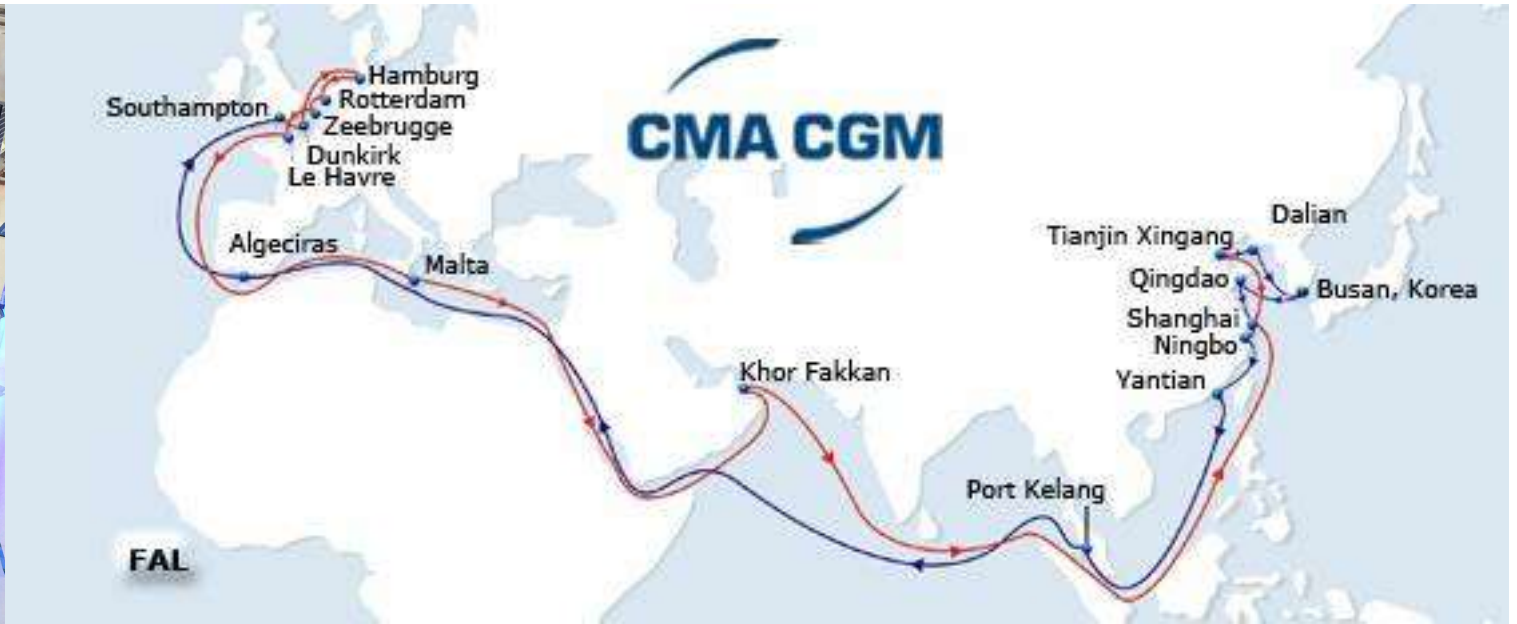 Hamburg
Southampton
Rotterdam
Zeebrugge
Dunkirk
Le Havre
CMA CGM
Algeciras
Malta
Dalian
Tianjin Xingang
Qingdao
Busan, Korea
Shanghai
Ningbo
Khor Fakkan
Yantian
Port Kelang
FAL